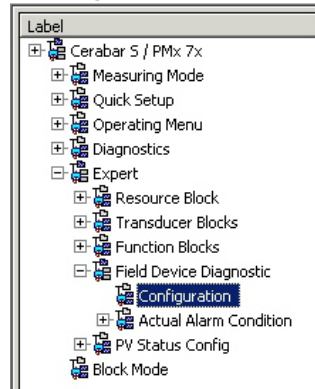 Label
Cerabar S / PMx 7x
Measuring Mode
Quick Setup
Operating Menu
Diagnostics
Expert
Resource Block
Transducer Blocks
Function Blocks
Field Device Diagnostic
Configuration
Actual Alarm Condition
PV Status Config
Block Mode